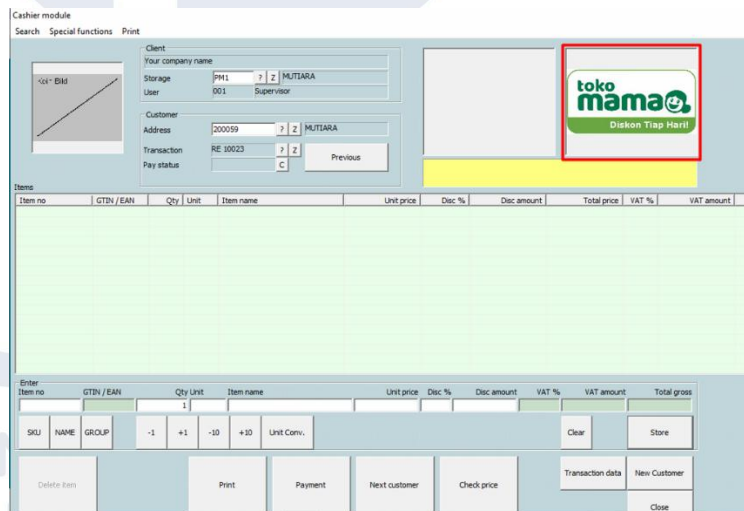 Cashier module
Search Special functions Print
Client
Your company name
Storage PM1 ? Z MUTIARA
User 001 Supervisor
Customer
Address 200059 ? Z MUTIARA
Transaction RE 10023 ? Z
Pay status C
Previous
Bild
toko
mama
Diskon Tiap Hari!
Items
Item no GTIN / EAN Qty Unit Item name Unit price Disc % Disc amount Total price VAT % VAT amount
Enter
Item no GTIN / EAN Qty Unit Item name Unit price Disc % Disc amount VAT % VAT amount Total gross
1
SKU NAME GROUP -1 +1 -10 +10 Unit Conv. Clear Store
Delete item Print Payment Next customer Check price Transaction data New Customer
Close